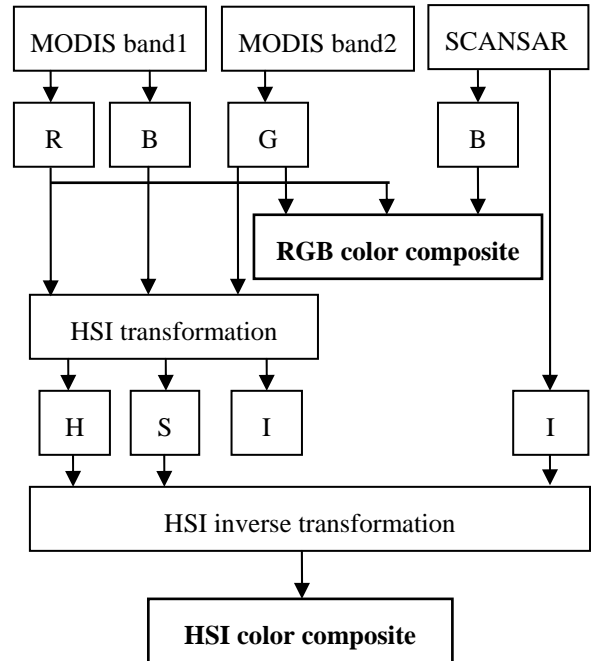 MODIS band1
MODIS band2
SCANSAR
R
B
G
B
RGB color composite
HSI transformation
H
S
I
I
HSI inverse transformation
HSI color composite